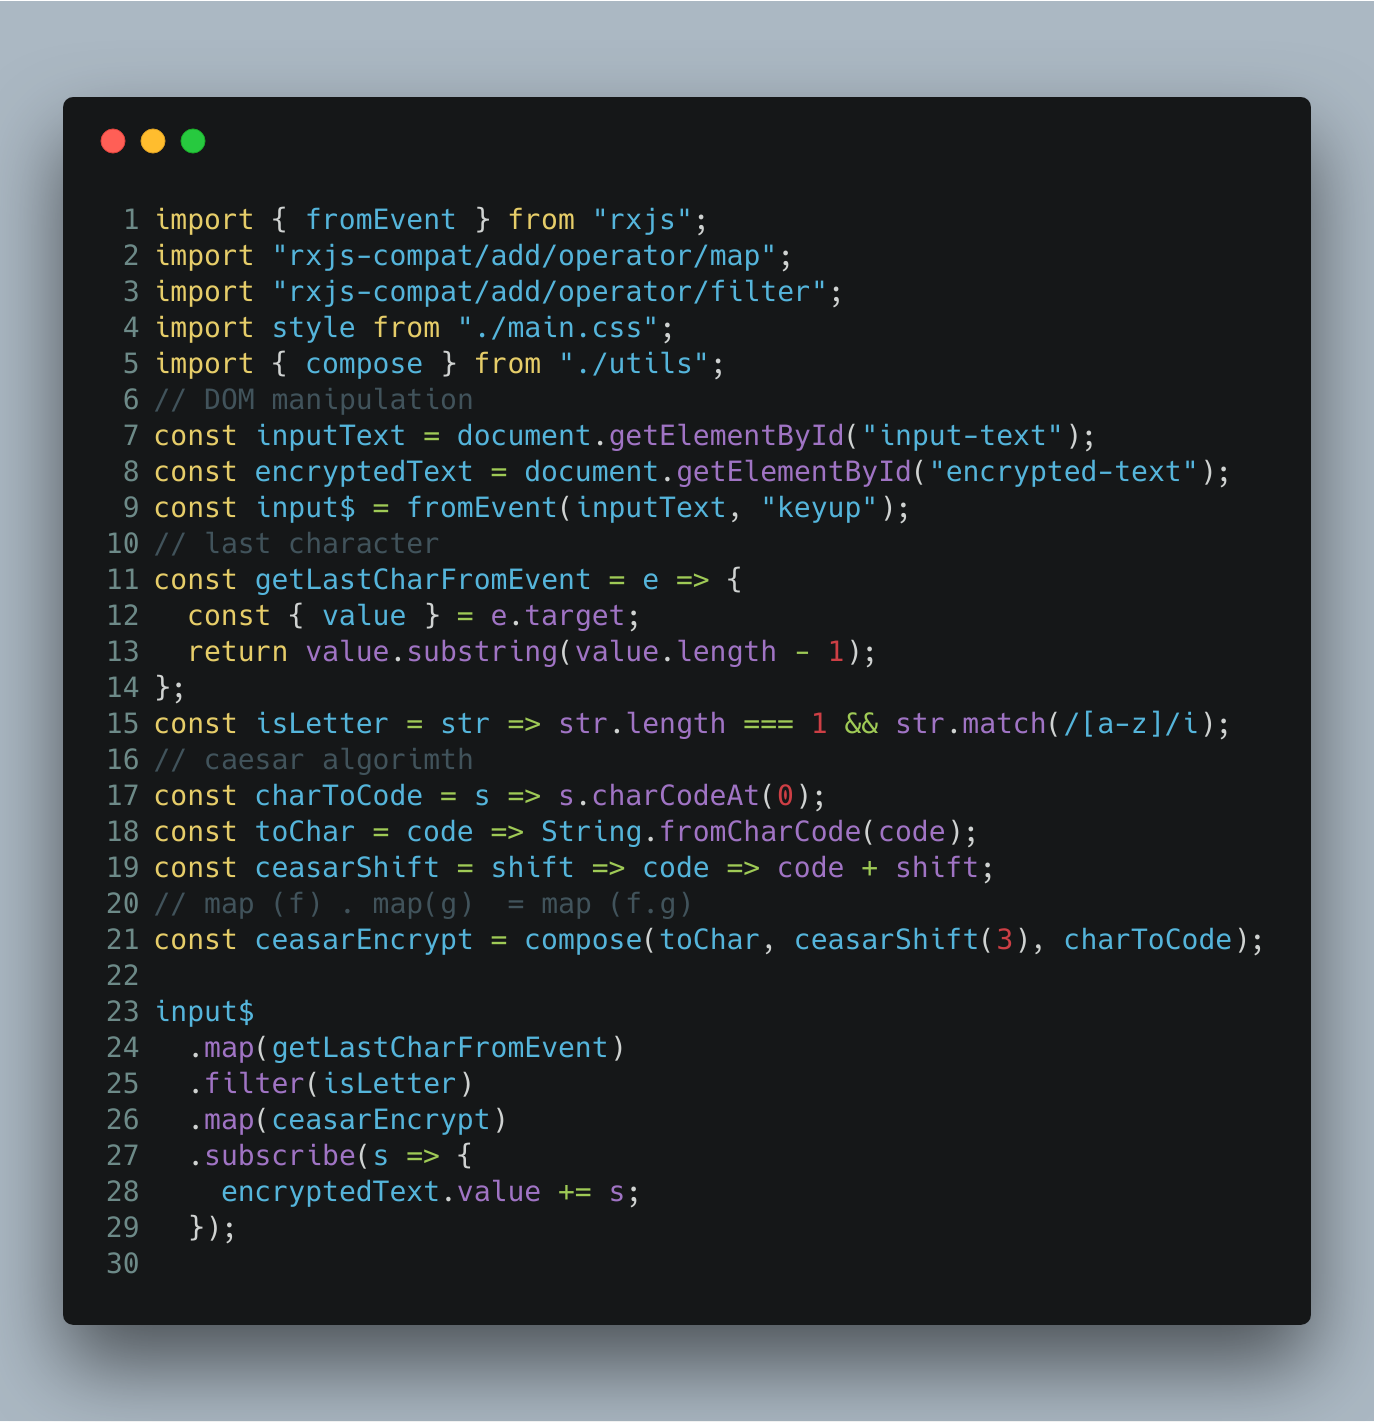 1 import { fromEvent } from "rxjs";
2 import "rxjs-compat/add/operator/map";
3 import "rxjs-compat/add/operator/filter";
4 import style from "./main.css";
5 import { compose } from "./utils";
6 // DOM manipulation
7 const inputText = document.getElementById("input-text");
8 const encryptedText = document.getElementById("encrypted-text");
9 const input$ = fromEvent(inputText, "keyup");
10 // last character
11 const getLastCharFromEvent = e => {
12   const { value } = e.target;
13   return value.substring(value.length - 1);
14 };
15 const isLetter = str => str.length === 1 && str.match(/[a-z]/i);
16 // caesar algorimth
17 const charToCode = s => s.charCodeAt(0);
18 const toChar = code => String.fromCharCode(code);
19 const ceasarShift = shift => code => code + shift;
20 // map (f) . map(g)  = map (f.g)
21 const ceasarEncrypt = compose(toChar, ceasarShift(3), charToCode);
22
23 input$
24   .map(getLastCharFromEvent)
25   .filter(isLetter)
26   .map(ceasarEncrypt)
27   .subscribe(s => {
28     encryptedText.value += s;
29   });
30